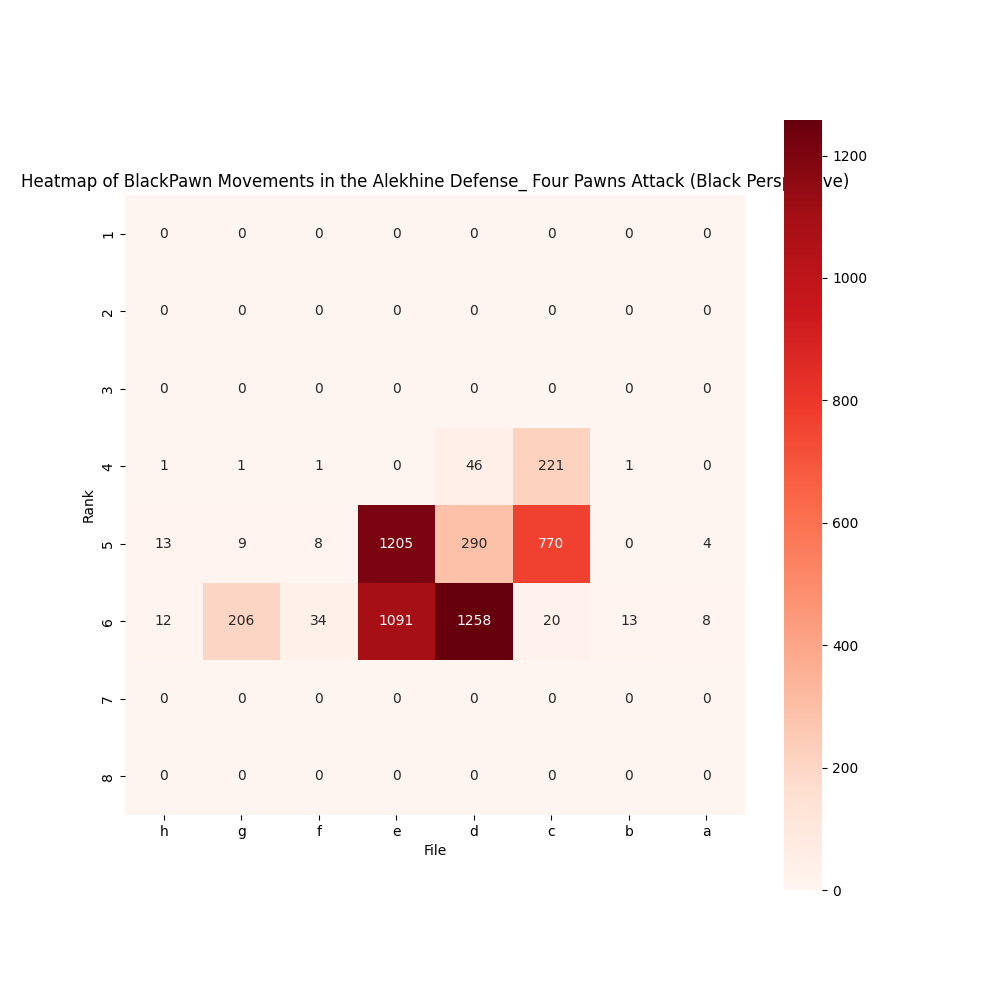 Heatmap of BlackPawn Movements in the Alekhine Defense_ Four Pawns Attack (Black Pers ve)
1200
1 0 0 0 0 0 0 0 0
1000
2 0 0 0 0 0 0 0 0
3 0 0 0 0 0 0 0 0
800
4 1 1 1 0 46 221 1 0
Rank
5 13 9 8 1205 290 770 0 4
600
6 12 206 34 1091 1258 20 13 8
400
7 0 0 0 0 0 0 0 0
200
8 0 0 0 0 0 0 0 0
h g f e d c b a
File
0